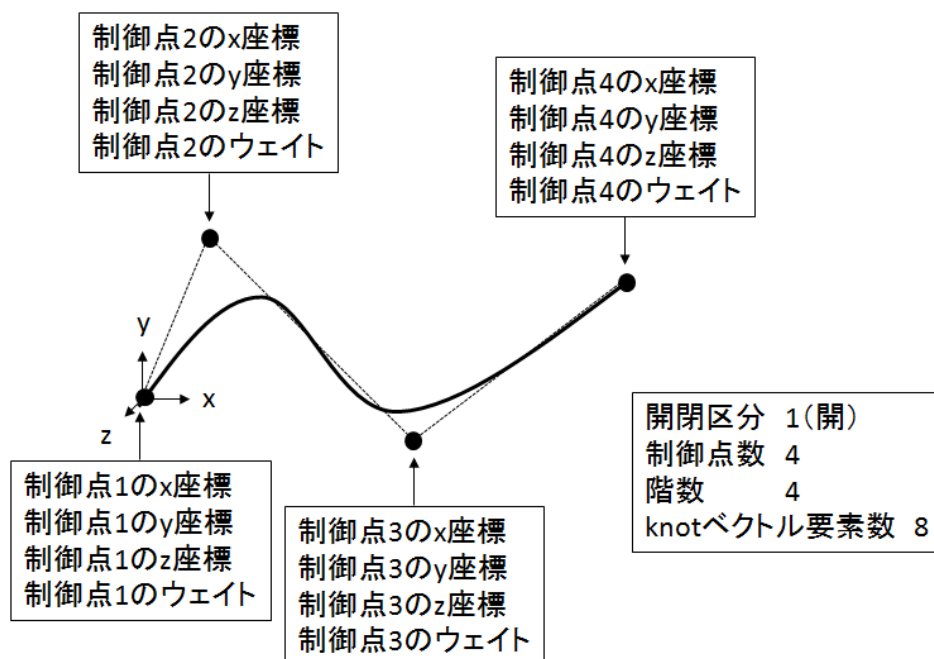 制御点2のx座標
制御点2のy座標
制御点2のz座標
制御点2のウェイト
制御点4のx座標
制御点4のy座標
制御点4のz座標
制御点4のウェイト
y
x
z
制御点1のx座標
制御点1のy座標
制御点1のz座標
制御点1のウェイト
制御点3のx座標
制御点3のy座標
制御点3のz座標
制御点3のウェイト
開閉区分 1(開)
制御点数 4
階数 4
knotベクトル要素数 8